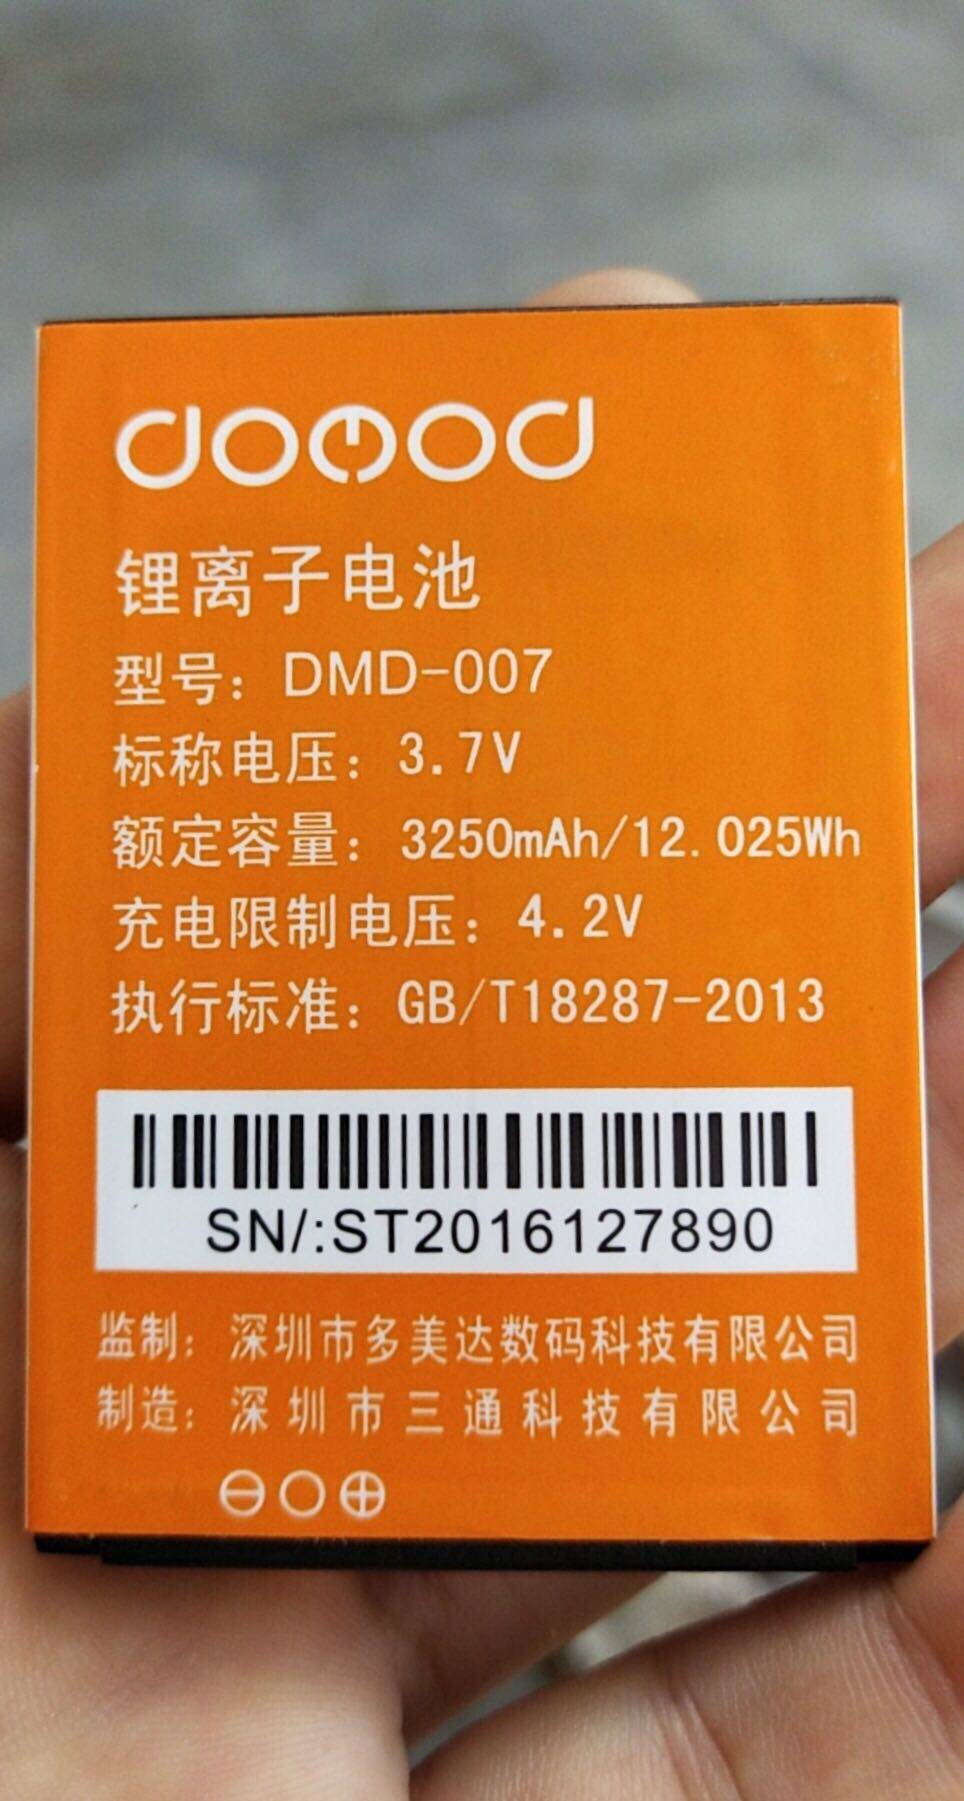 domod
锂离子电池
型号：DMD-007
标称电压：3.7V
额定容量：3250mAh/12.025Wh
充电限制电压：4.2V
执行标准：GB/T18287-2013
SN/:ST2016127890
监制：深圳市多美达数码科技有限公司
制造：深圳市三通科技有限公司
⊖○⊕